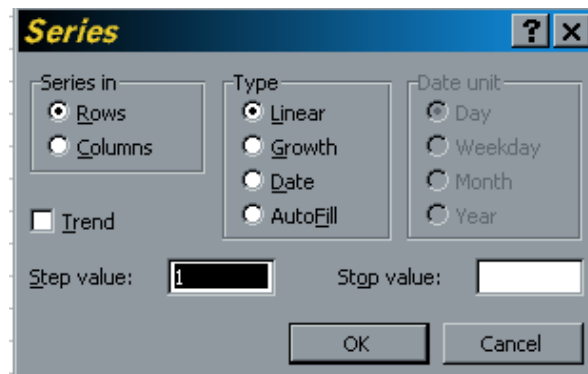 Series
Series in
Rows
Columns
Trend
Type
Linear
Growth
Date
AutoFill
Date unit
Day
Weekday
Month
Year
Step value: 1
Stop value:
OK
Cancel